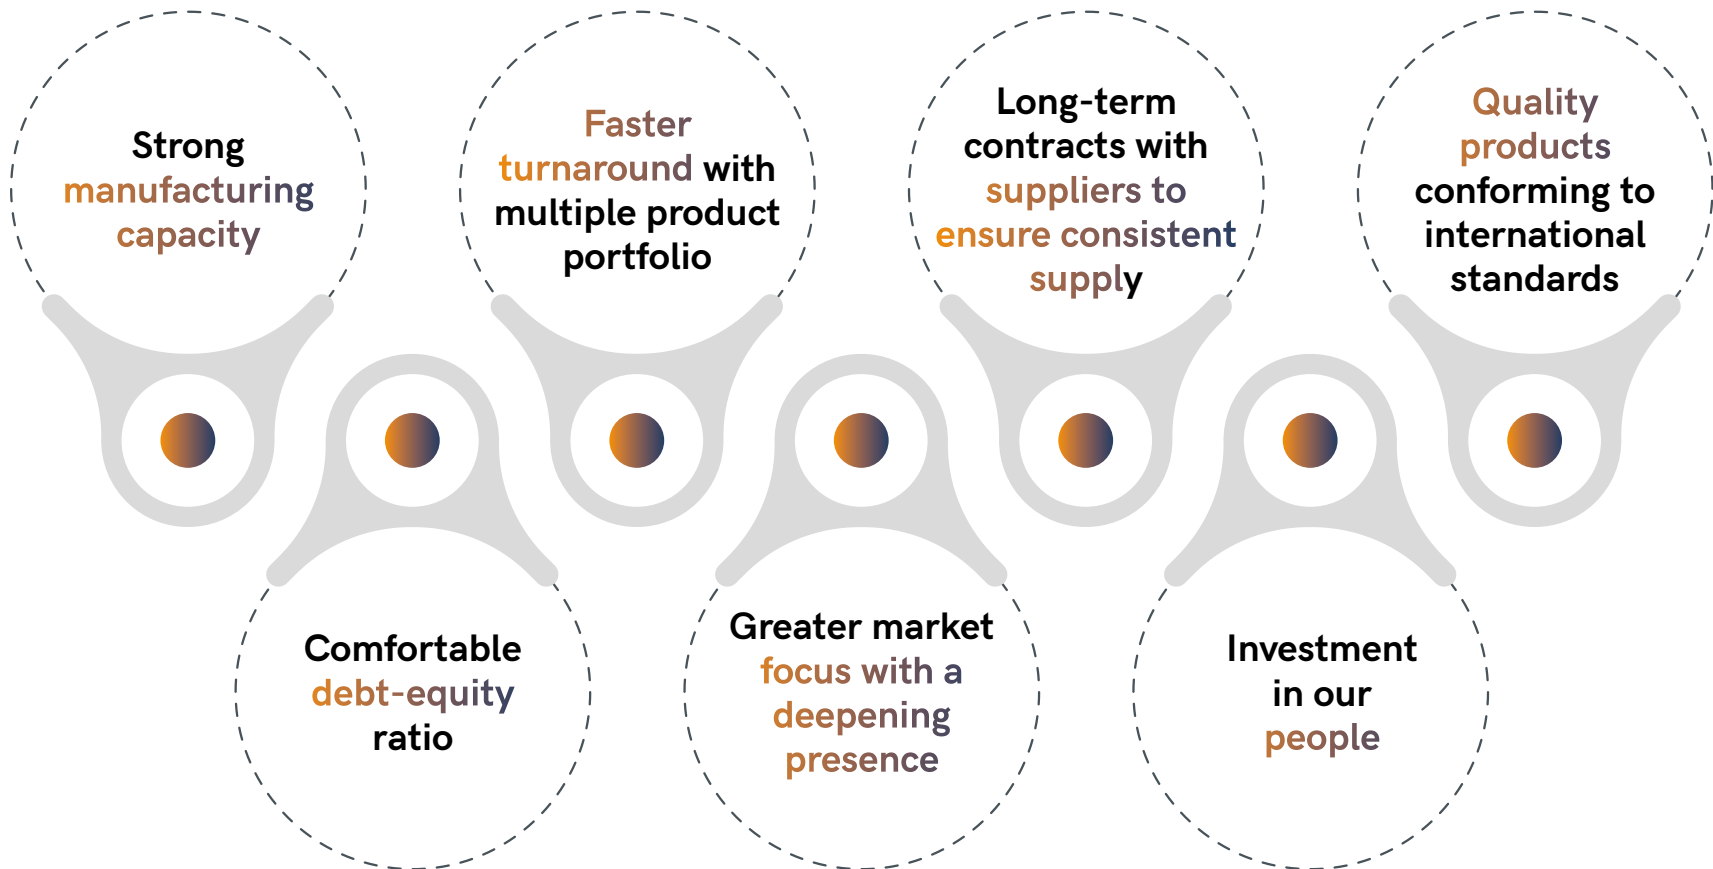 Strong
manufacturing
capacity
Faster
turnaround with
multiple product
portfolio
Long-term
contracts with
suppliers to
ensure consistent
supply
Quality
products
conforming to
international
standards
Comfortable
debt-equity
ratio
Greater market
focus with a
deepening
presence
Investment
in our
people